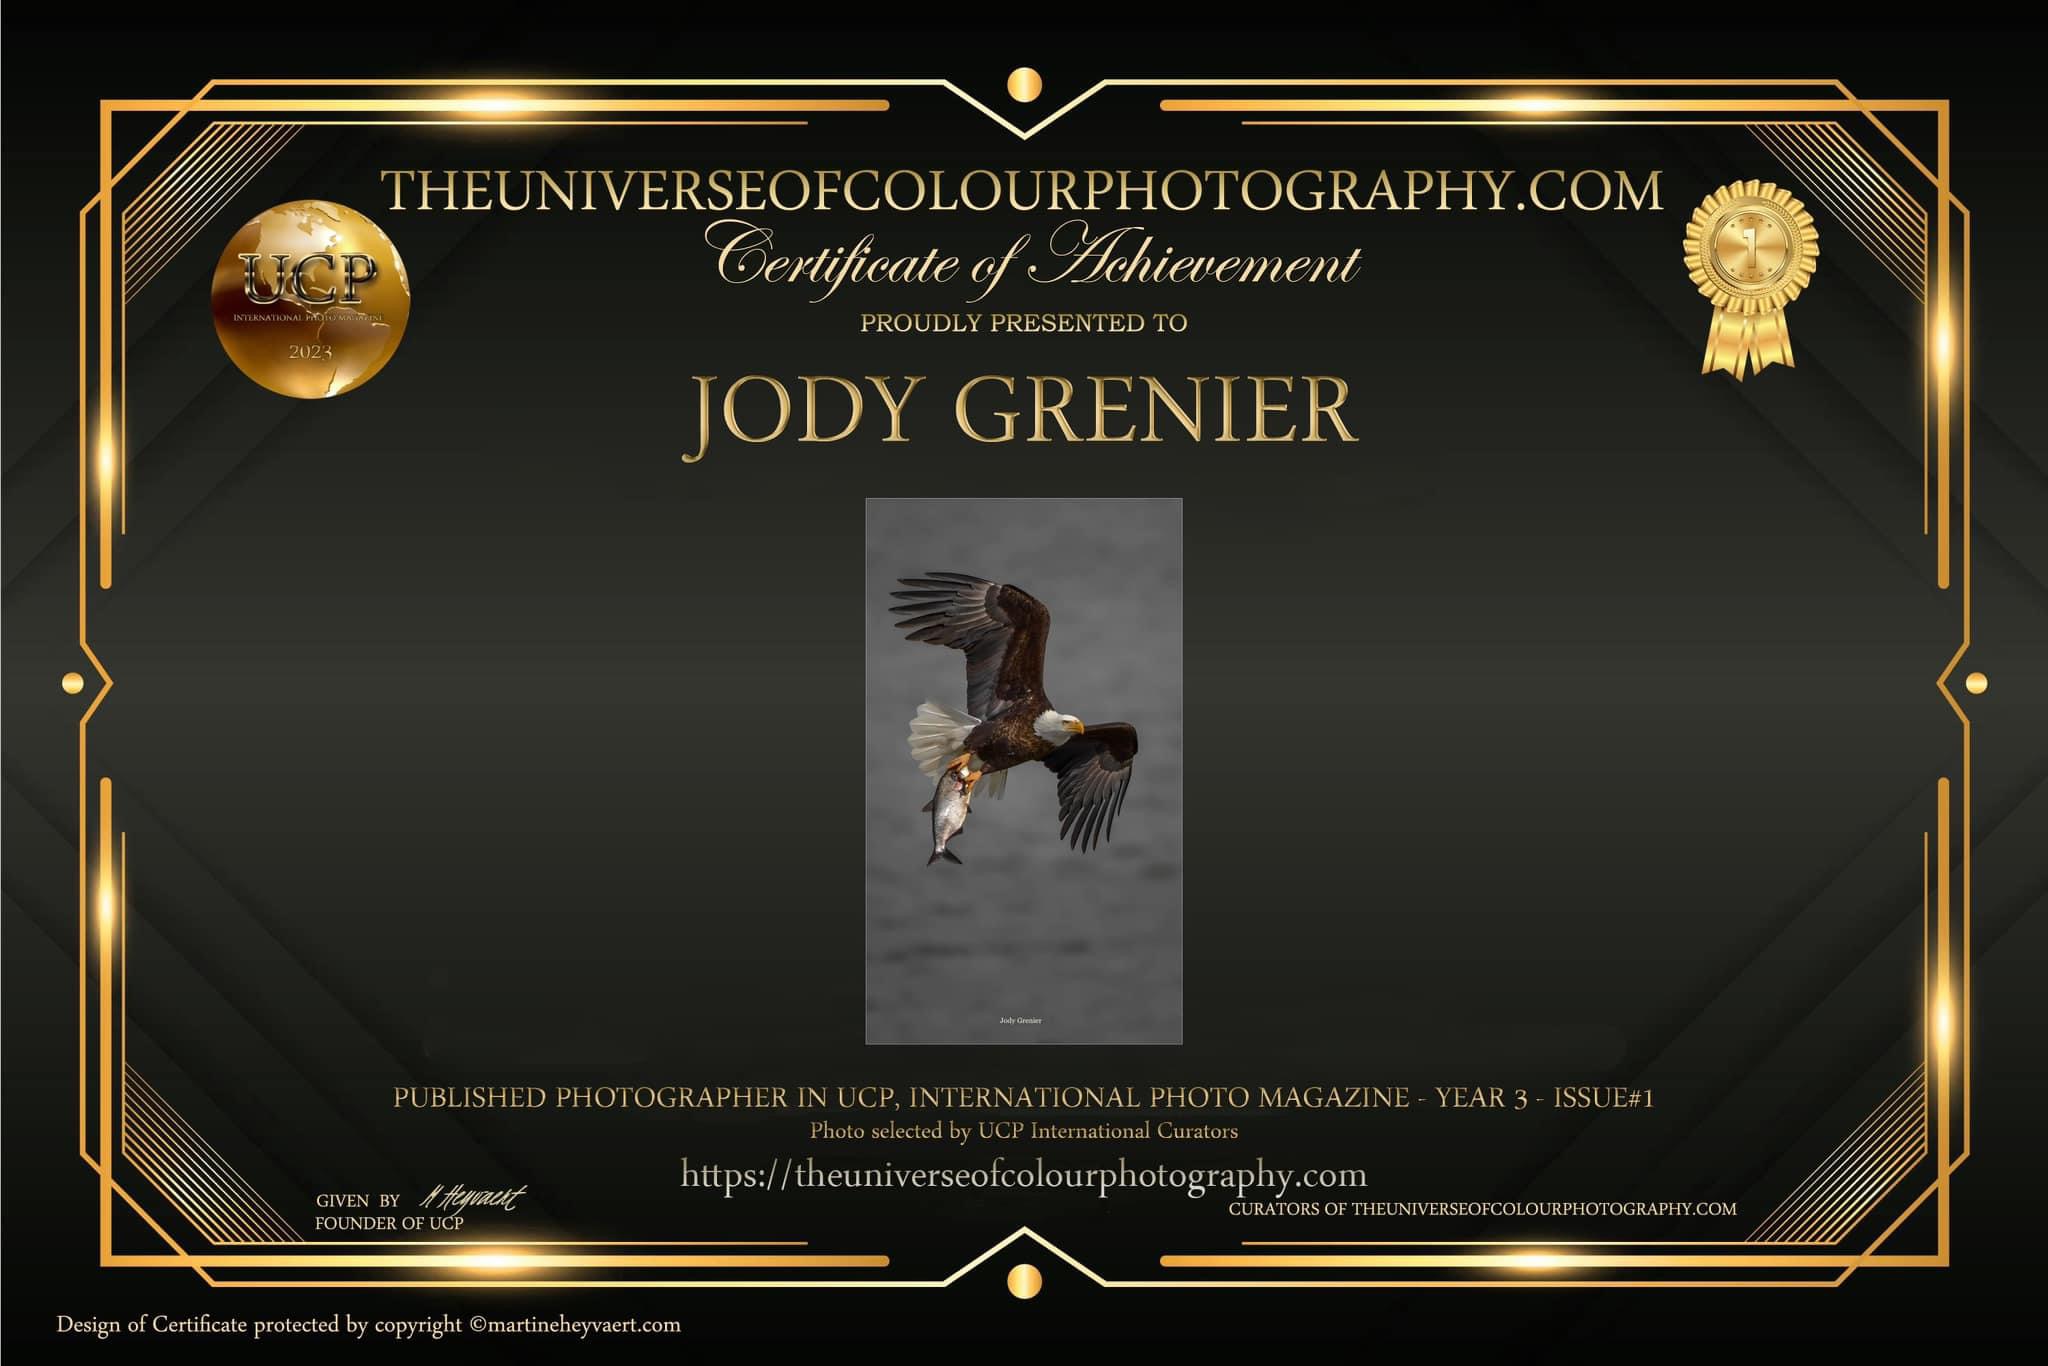 THEUNIVERSEOFCOLOURPHOTOGRAPHY.COM
Certificate of Achievement
PROUDLY PRESENTED TO
UCP
INTERNATIONAL PHOTO MAGAZINE
2023
1
JODY GRENIER
Jody Grenier
PUBLISHED PHOTOGRAPHER IN UCP, INTERNATIONAL PHOTO MAGAZINE - YEAR 3 - ISSUE#1
Photo selected by UCP International Curators
https://theuniverseofcolourphotography.com
GIVEN BY M Heyvaert
FOUNDER OF UCP
CURATORS OF THEUNIVERSEOFCOLOURPHOTOGRAPHY.COM
Design of Certificate protected by copyright ©martineheyvaert.com